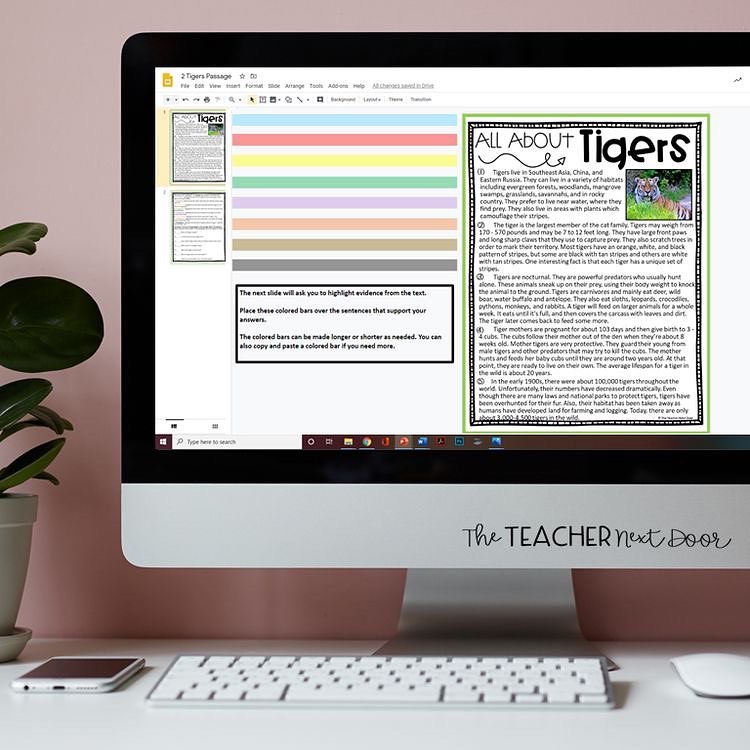 2 Tigers Passage
File Edit View Insert Format Slide Arrange Tools Add-ons Help All changes saved in Drive
Background Layout Theme Transition
1
2
The next slide will ask you to highlight evidence from the text.
Place these colored bars over the sentences that support your
answers.
The colored bars can be made longer or shorter as needed. You can
also copy and paste a colored bar if you need more.
ALL ABOUT Tigers
(1) Tigers live in Southeast Asia, China, and
Eastern Russia. They can live in a variety of habitats
including evergreen forests, woodlands, mangrove
swamps, grasslands, savannahs, and in rocky
country. They prefer to live near water, where they
find prey. They also live in areas with plants which
camouflage their stripes.
(2) The tiger is the largest member of the cat family. Tigers may weigh from
170 - 570 pounds and may be 7 to 12 feet long. They have large front paws
and long sharp claws that they use to capture prey. They also scratch trees in
order to mark their territory. Most tigers have an orange, white, and black
pattern of stripes, but some are black with tan stripes and others are white
with tan stripes. One interesting fact is that each tiger has a unique set of
stripes.
(3) Tigers are nocturnal. They are powerful predators who usually hunt
alone. These animals sneak up on their prey, using their body weight to knock
the animal to the ground. Tigers are carnivores and mainly eat deer, wild
boar, water buffalo and antelope. They also eat sloths, leopards, crocodiles,
pythons, monkeys, and rabbits. A tiger will feed on larger animals for a whole
week. It eats until it's full, and then covers the carcass with leaves and dirt.
The tiger later comes back to feed some more.
(4) Tiger mothers are pregnant for about 103 days and then give birth to 3 -
4 cubs. The cubs follow their mother out of the den when they're about 8
weeks old. Mother tigers are very protective. They guard their young from
male tigers and other predators that may try to kill the cubs. The mother
hunts and feeds her baby cubs until they are around two years old. At that
point, they are ready to live on their own. The average lifespan for a tiger in
the wild is about 20 years.
(5) In the early 1900s, there were about 100,000 tigers throughout the
world. Unfortunately, their numbers have decreased dramatically. Even
though there are many laws and national parks to protect tigers, tigers have
been overhunted for their fur. Also, their habitat has been taken away as
humans have developed land for farming and logging. Today, there are only
about 3,000-4,500 tigers in the wild.
© The Teacher Next Door
Type here to search
The TEACHER Next Door